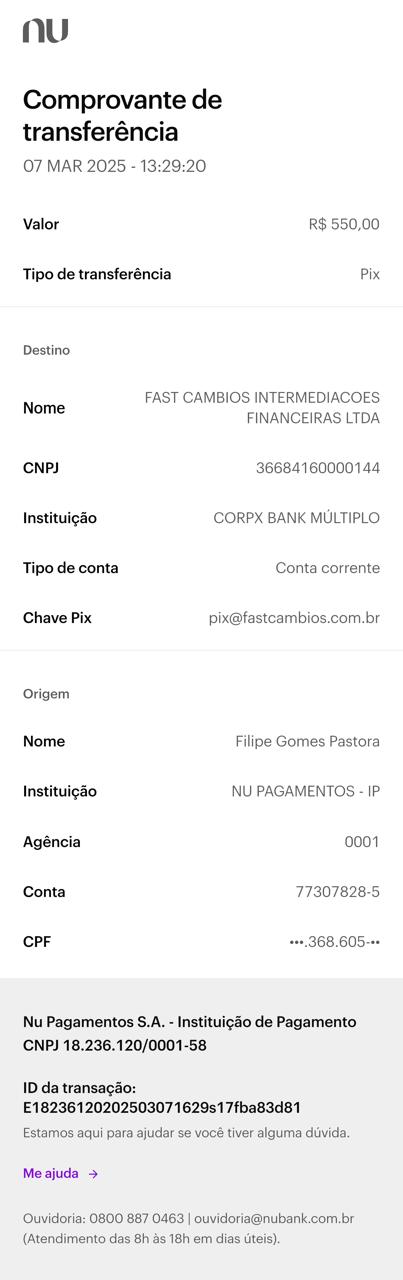 nu
Comprovante de
transferência
07 MAR 2025 - 13:29:20
Valor R$ 550,00
Tipo de transferência Pix
Destino
Nome FAST CAMBIOS INTERMEDIACOES
FINANCEIRAS LTDA
CNPJ 36684160000144
Instituição CORPX BANK MÚLTIPLO
Tipo de conta Conta corrente
Chave Pix pix@fastcambios.com.br
Origem
Nome Filipe Gomes Pastora
Instituição NU PAGAMENTOS - IP
Agência 0001
Conta 77307828-5
CPF •••.368.605-••
Nu Pagamentos S.A. - Instituição de Pagamento
CNPJ 18.236.120/0001-58
ID da transação:
E18236120202503071629s17fba83d81
Estamos aqui para ajudar se você tiver alguma dúvida.
Me ajuda →
Ouvidoria: 0800 887 0463 | ouvidoria@nubank.com.br
(Atendimento das 8h às 18h em dias úteis).